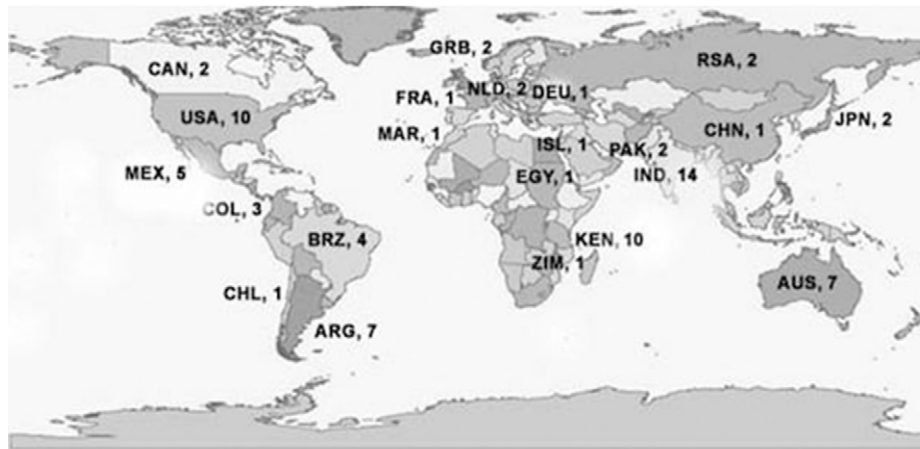 GRB, 2
RSA, 2
CAN, 2
NLD, 2
DEU, 1
FRA, 1
USA, 10
JPN, 2
MAR, 1
CHN, 1
ISL, 1
PAK, 2
MEX, 5
EGY, 1
IND, 14
COL, 3
BRZ, 4
KEN, 10
ZIM, 1
CHL, 1
AUS, 7
ARG, 7